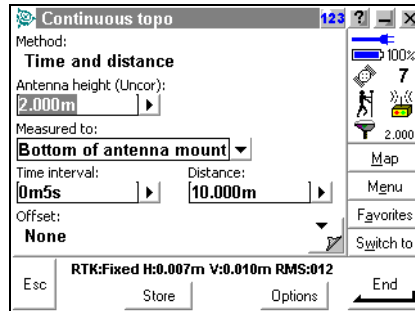 Continuous topo 123 ? X
Method:
Time and distance
100%
Antenna height (Uncor):
7
2.000m
Measured to:
Bottom of antenna mount
2.000
Time interval: Distance:
Map
0m5s 10.000m
Menu
Offset:
Favorites
None
Switch to
RTK:Fixed H:0.007m V:0.010m RMS:012
Esc Store Options End